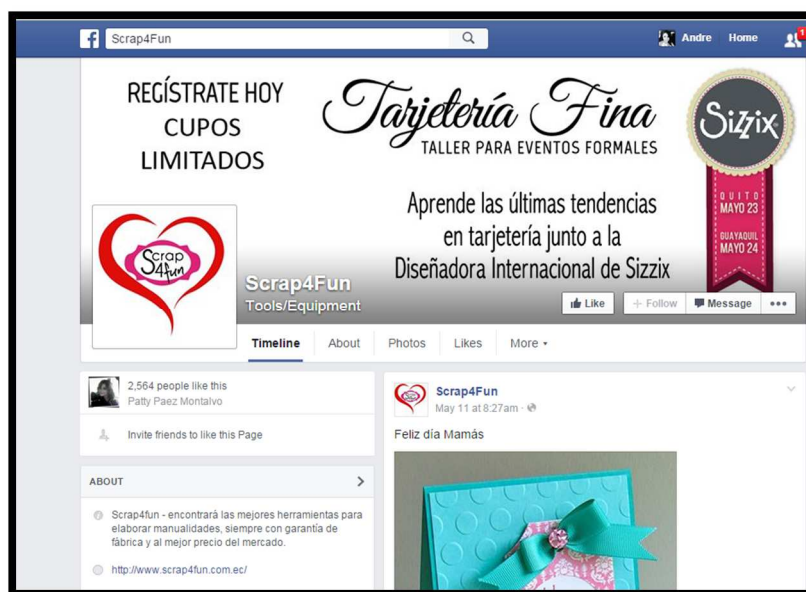 Scrap4Fun
Andre
Home
1
REGÍSTRATE HOY
CUPOS
LIMITADOS
Tarjetería Fina
TALLER PARA EVENTOS FORMALES
Sizzix
QUITO
MAYO 23
GUAYAQUIL
MAYO 24
Aprende las últimas tendencias
en tarjetería junto a la
Diseñadora Internacional de Sizzix
Scrap
4fun
Scrap4Fun
Tools/Equipment
Like
+ Follow
Message
Timeline
About
Photos
Likes
More
2,564 people like this
Patty Paez Montalvo
Invite friends to like this Page
ABOUT
Scrap4fun - encontrará las mejores herramientas para
elaborar manualidades, siempre con garantía de
fábrica y al mejor precio del mercado.
http://www.scrap4fun.com.ec/
Scrap4Fun
May 11 at 8:27am ·
Feliz día Mamás